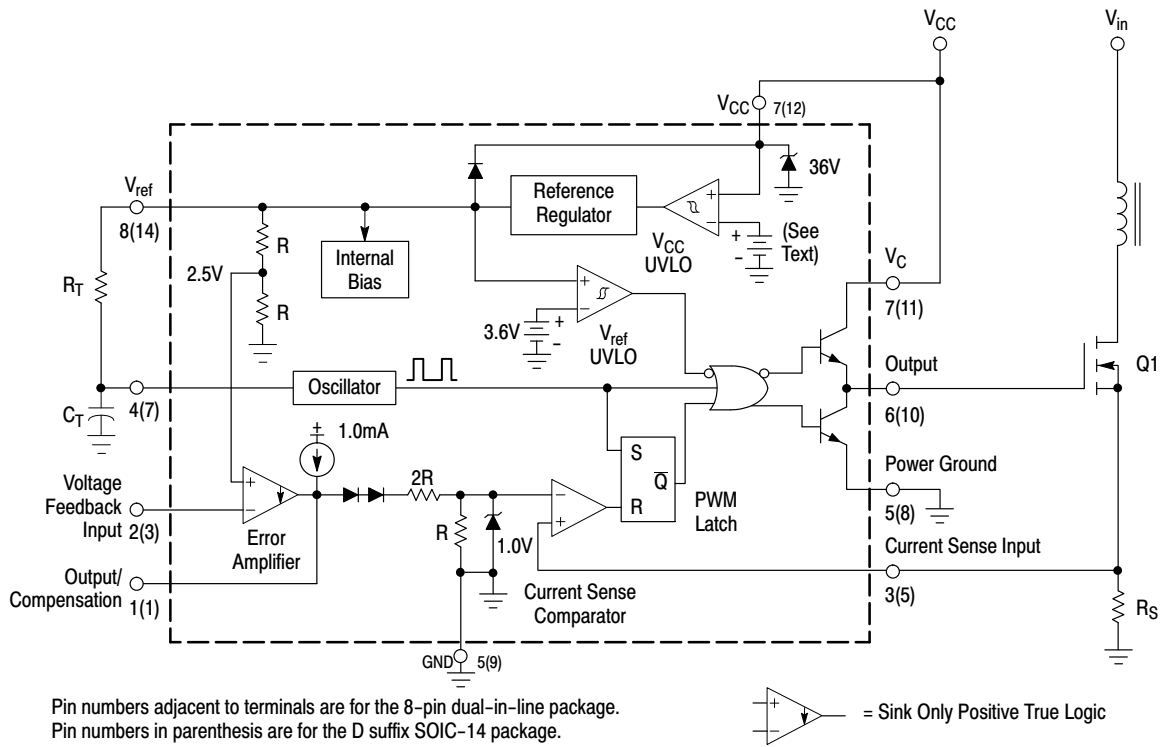 V_CC
V_in
V_CC 7(12)
36V
V_ref
8(14)
Reference
Regulator
+
−
+
−
(See
Text)
V_CC
UVLO
R
Internal
Bias
2.5V
R_T
R
+
−
3.6V
+
−
V_ref
UVLO
V_C
7(11)
Output
6(10)
Q1
Oscillator
4(7)
C_T
+
1.0mA
S
Q
R
PWM
Latch
Voltage
Feedback
Input
2(3)
+
−
Error
Amplifier
2R
R
1.0V
−
+
Current Sense
Comparator
Power Ground
5(8)
Current Sense Input
3(5)
R_S
Output/
Compensation
1(1)
GND 5(9)
Pin numbers adjacent to terminals are for the 8−pin dual−in−line package.
Pin numbers in parenthesis are for the D suffix SOIC−14 package.
+
−
= Sink Only Positive True Logic